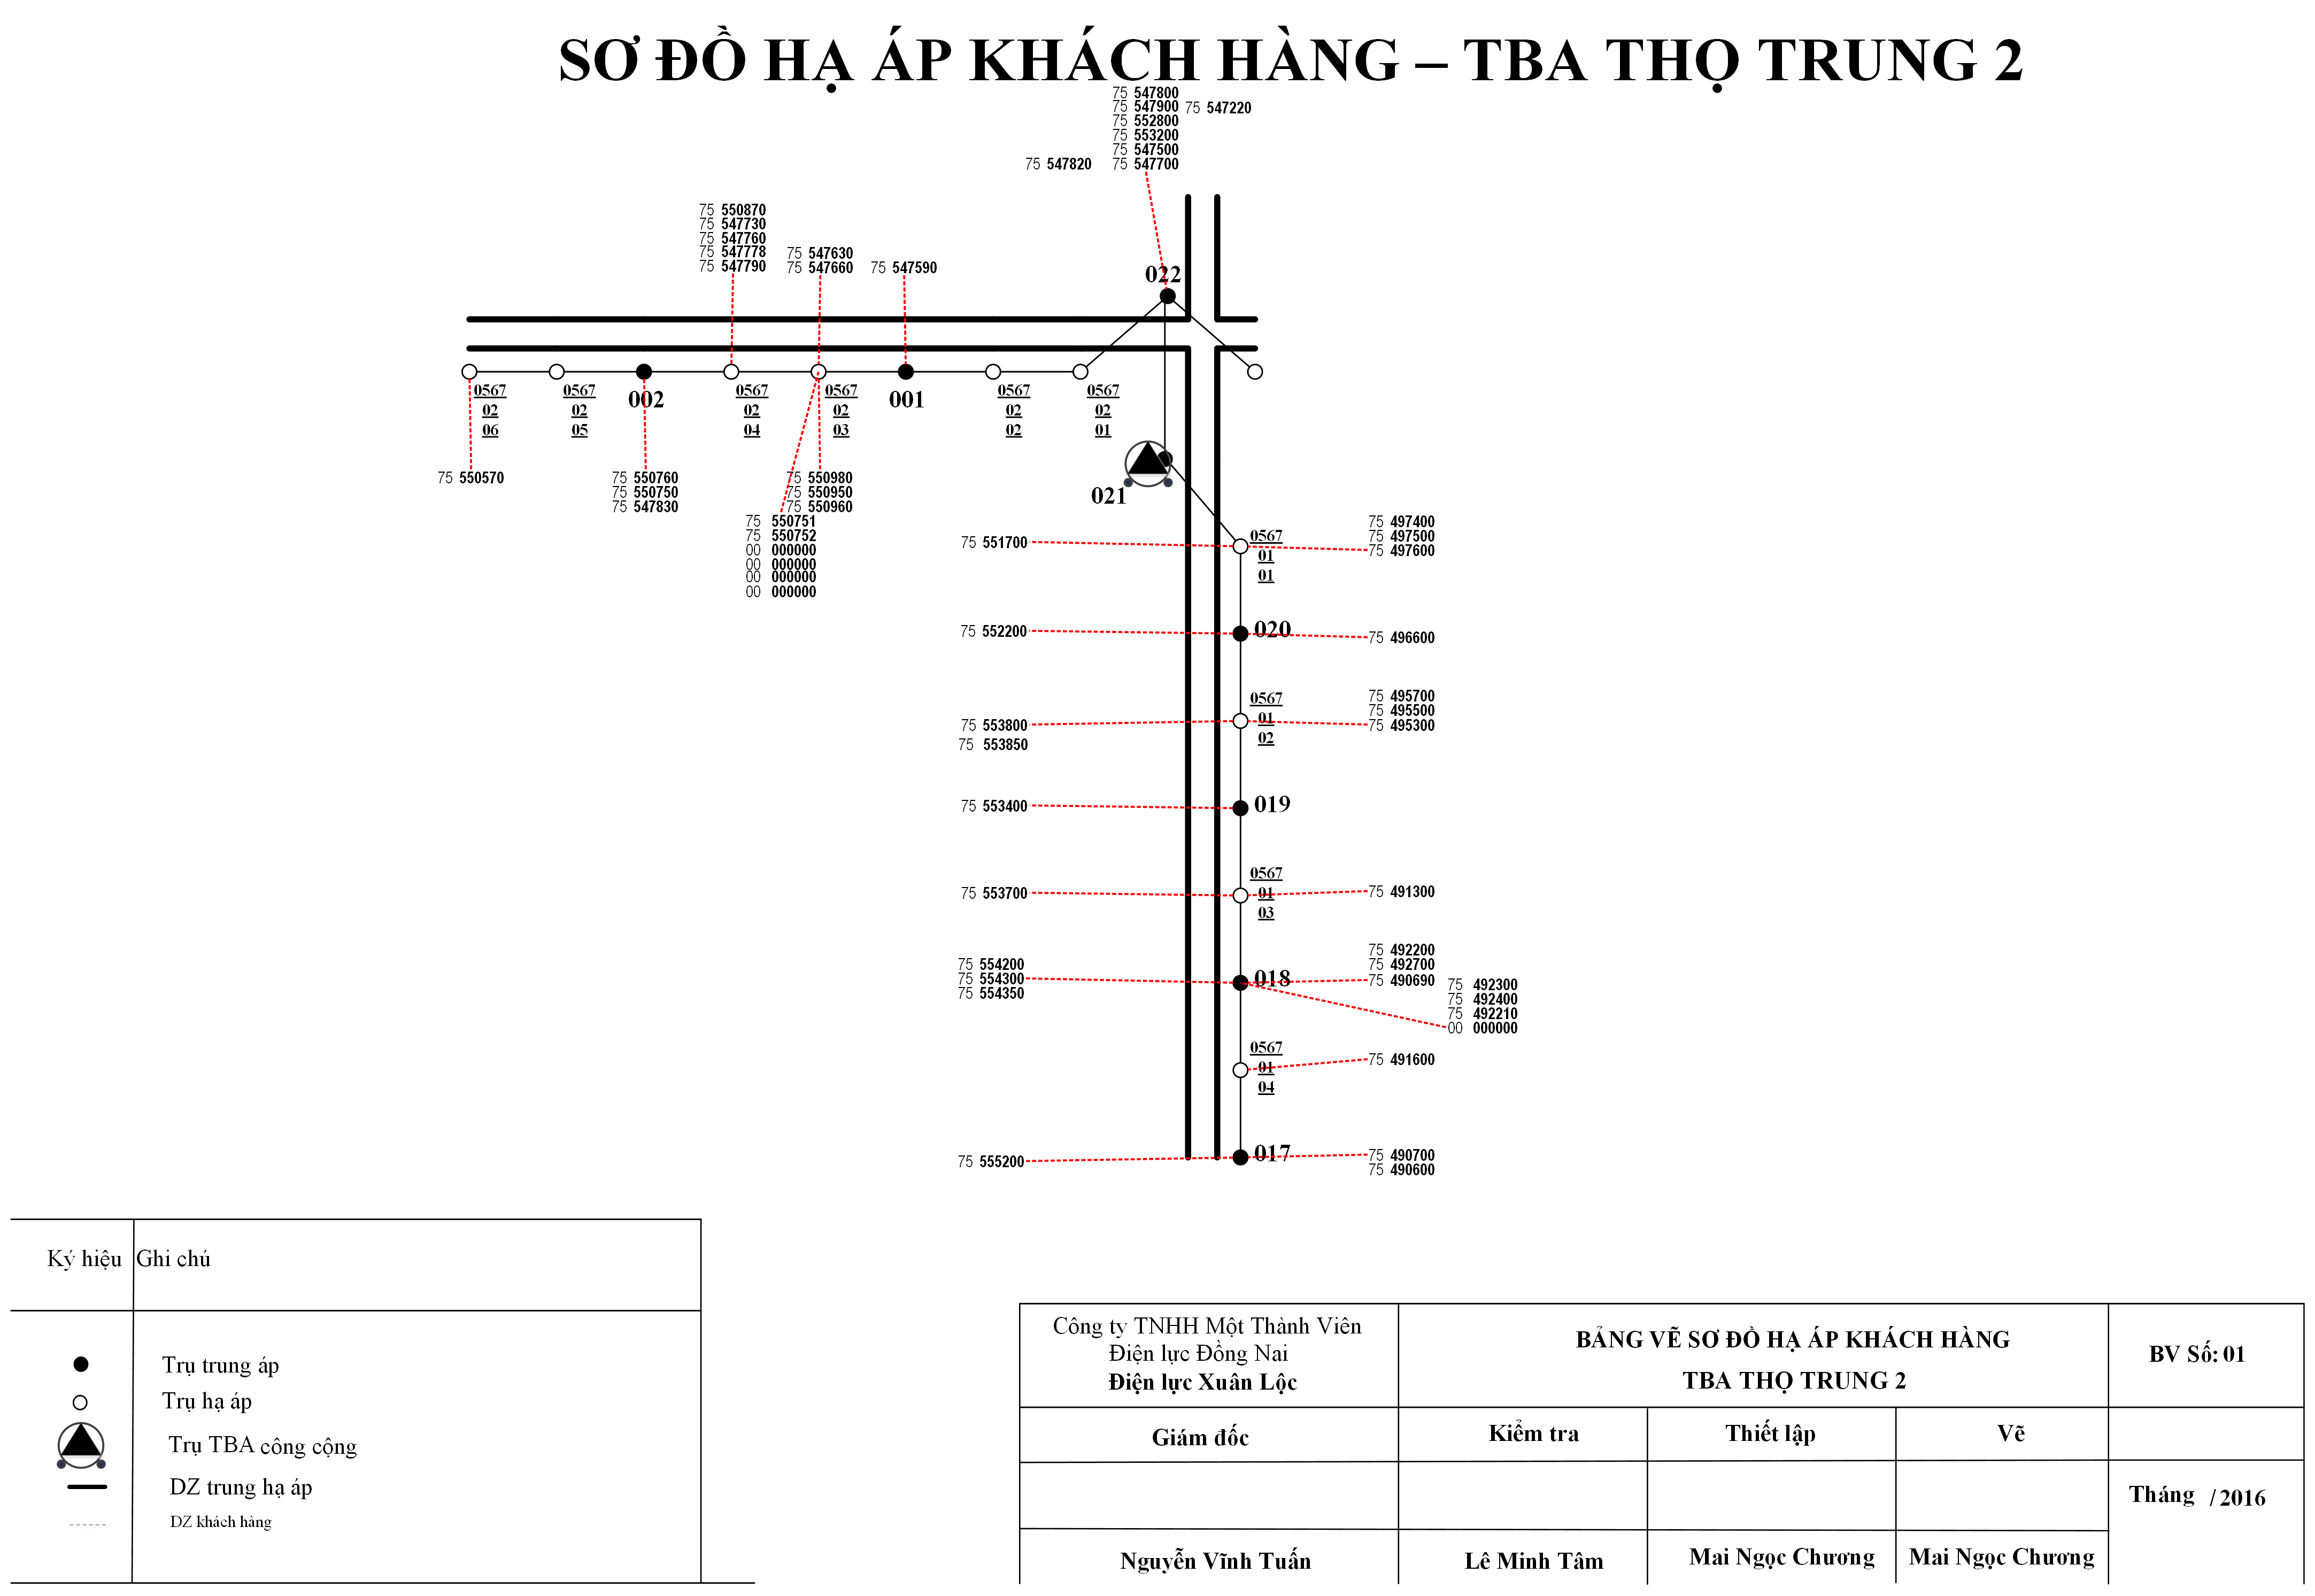 SƠ ĐỒ HẠ ÁP KHÁCH HÀNG – TBA THỌ TRUNG 2
75 547800
75 547900 75 547220
75 552800
75 553200
75 547500
75 547820 75 547700
75 550870
75 547730
75 547760
75 547778 75 547630
75 547790 75 547660 75 547590
022
0567 0567 002 0567 0567 001 0567 0567
02 02 02 02 02 02
06 05 04 03 02 01
021
75 550570 75 550760 75 550980
75 550750 75 550950
75 547830 75 550960
75 550751
75 550752
00 000000
00 000000
00 000000
00 000000
75 497400
75 497500
75 551700 0567 75 497600
01
01
75 552200 020 75 496600
0567 75 495700
01 75 495500
75 553800 02 75 495300
75 553850
75 553400 019
0567
75 553700 01 75 491300
03
75 492200
75 554200 75 492700
75 554300 018 75 490690
75 554350 75 492300
75 492400
75 492210
00 000000
0567
01 75 491600
04
75 555200 017 75 490700
75 490600
Ký hiệu Ghi chú
Trụ trung áp
Trụ hạ áp
Trụ TBA công cộng
DZ trung hạ áp
DZ khách hàng
Công ty TNHH Một Thành Viên
Điện lực Đồng Nai
Điện lực Xuân Lộc
BẢNG VẼ SƠ ĐỒ HẠ ÁP KHÁCH HÀNG
TBA THỌ TRUNG 2
BV Số: 01
Giám đốc Kiểm tra Thiết lập Vẽ
Tháng / 2016
Nguyễn Vĩnh Tuấn Lê Minh Tâm Mai Ngọc Chương Mai Ngọc Chương